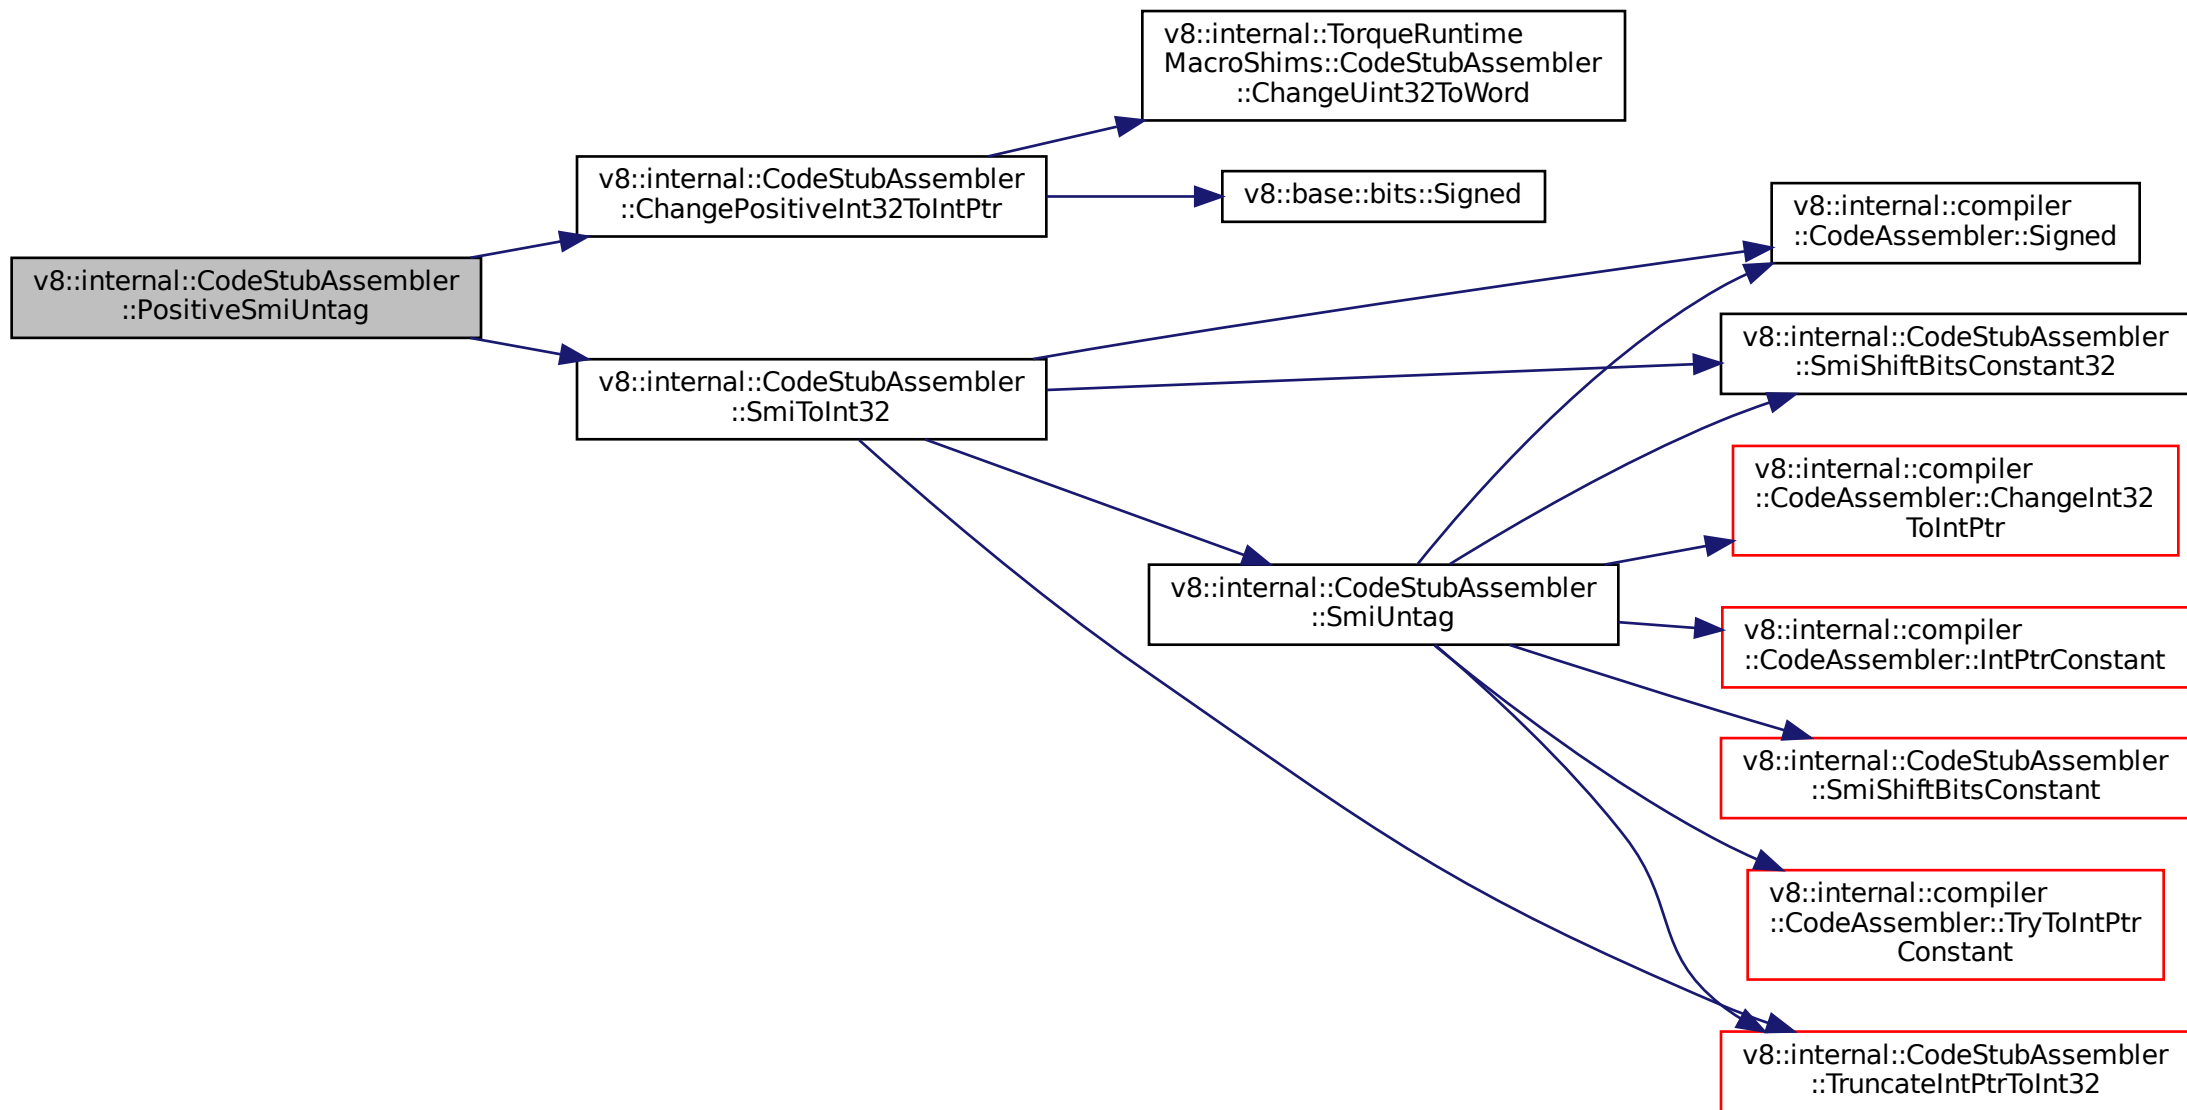 v8::internal::TorqueRuntime
MacroShims::CodeStubAssembler
::ChangeUint32ToWord
v8::internal::CodeStubAssembler
::ChangePositiveInt32ToIntPtr
v8::base::bits::Signed
v8::internal::compiler
::CodeAssembler::Signed
v8::internal::CodeStubAssembler
::PositiveSmiUntag
v8::internal::CodeStubAssembler
::SmiShiftBitsConstant32
v8::internal::CodeStubAssembler
::SmiToInt32
v8::internal::compiler
::CodeAssembler::ChangeInt32
ToIntPtr
v8::internal::CodeStubAssembler
::SmiUntag
v8::internal::compiler
::CodeAssembler::IntPtrConstant
v8::internal::CodeStubAssembler
::SmiShiftBitsConstant
v8::internal::compiler
::CodeAssembler::TryToIntPtr
Constant
v8::internal::CodeStubAssembler
::TruncateIntPtrToInt32